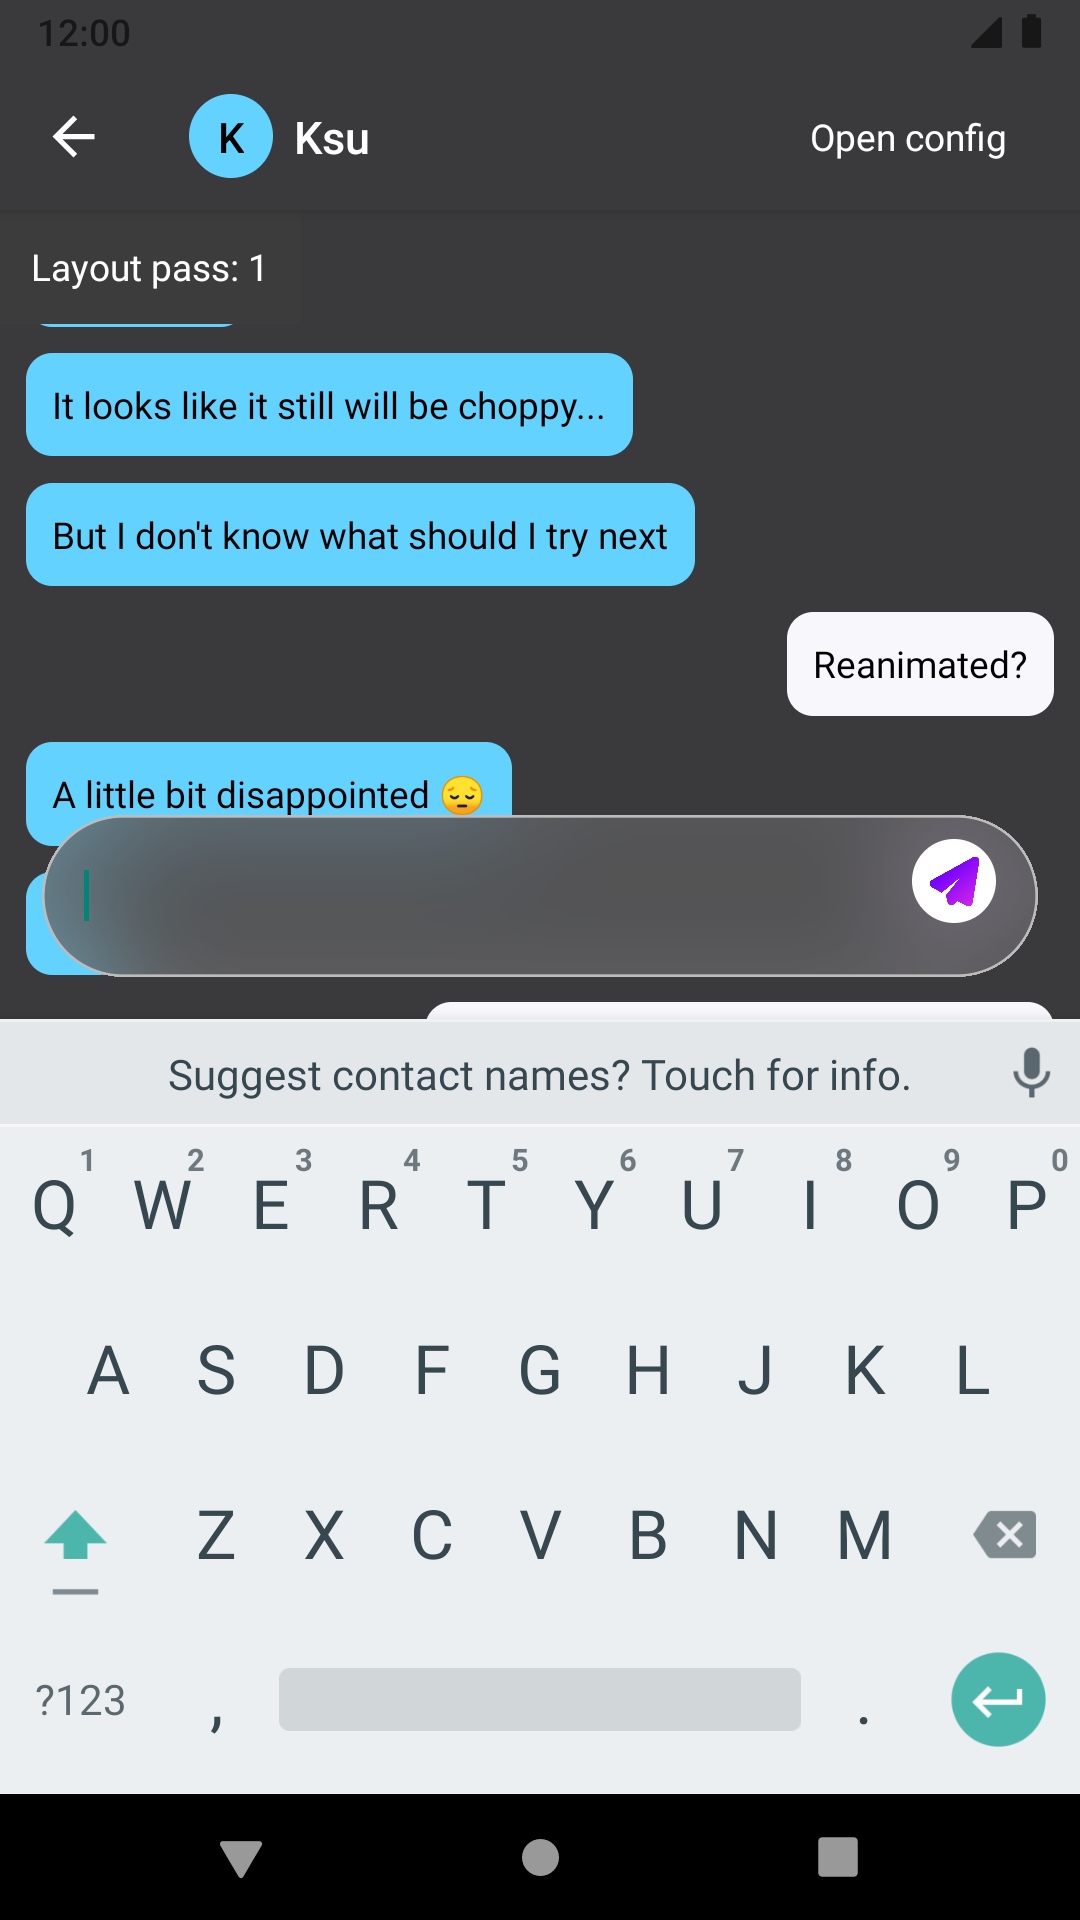 12:00
K Ksu Open config
Layout pass: 1
It looks like it still will be choppy...
But I don't know what should I try next
Reanimated?
A little bit disappointed 😔
Suggest contact names? Touch for info.
1 2 3 4 5 6 7 8 9 0
Q W E R T Y U I O P
A S D F G H J K L
Z X C V B N M
?123 , .